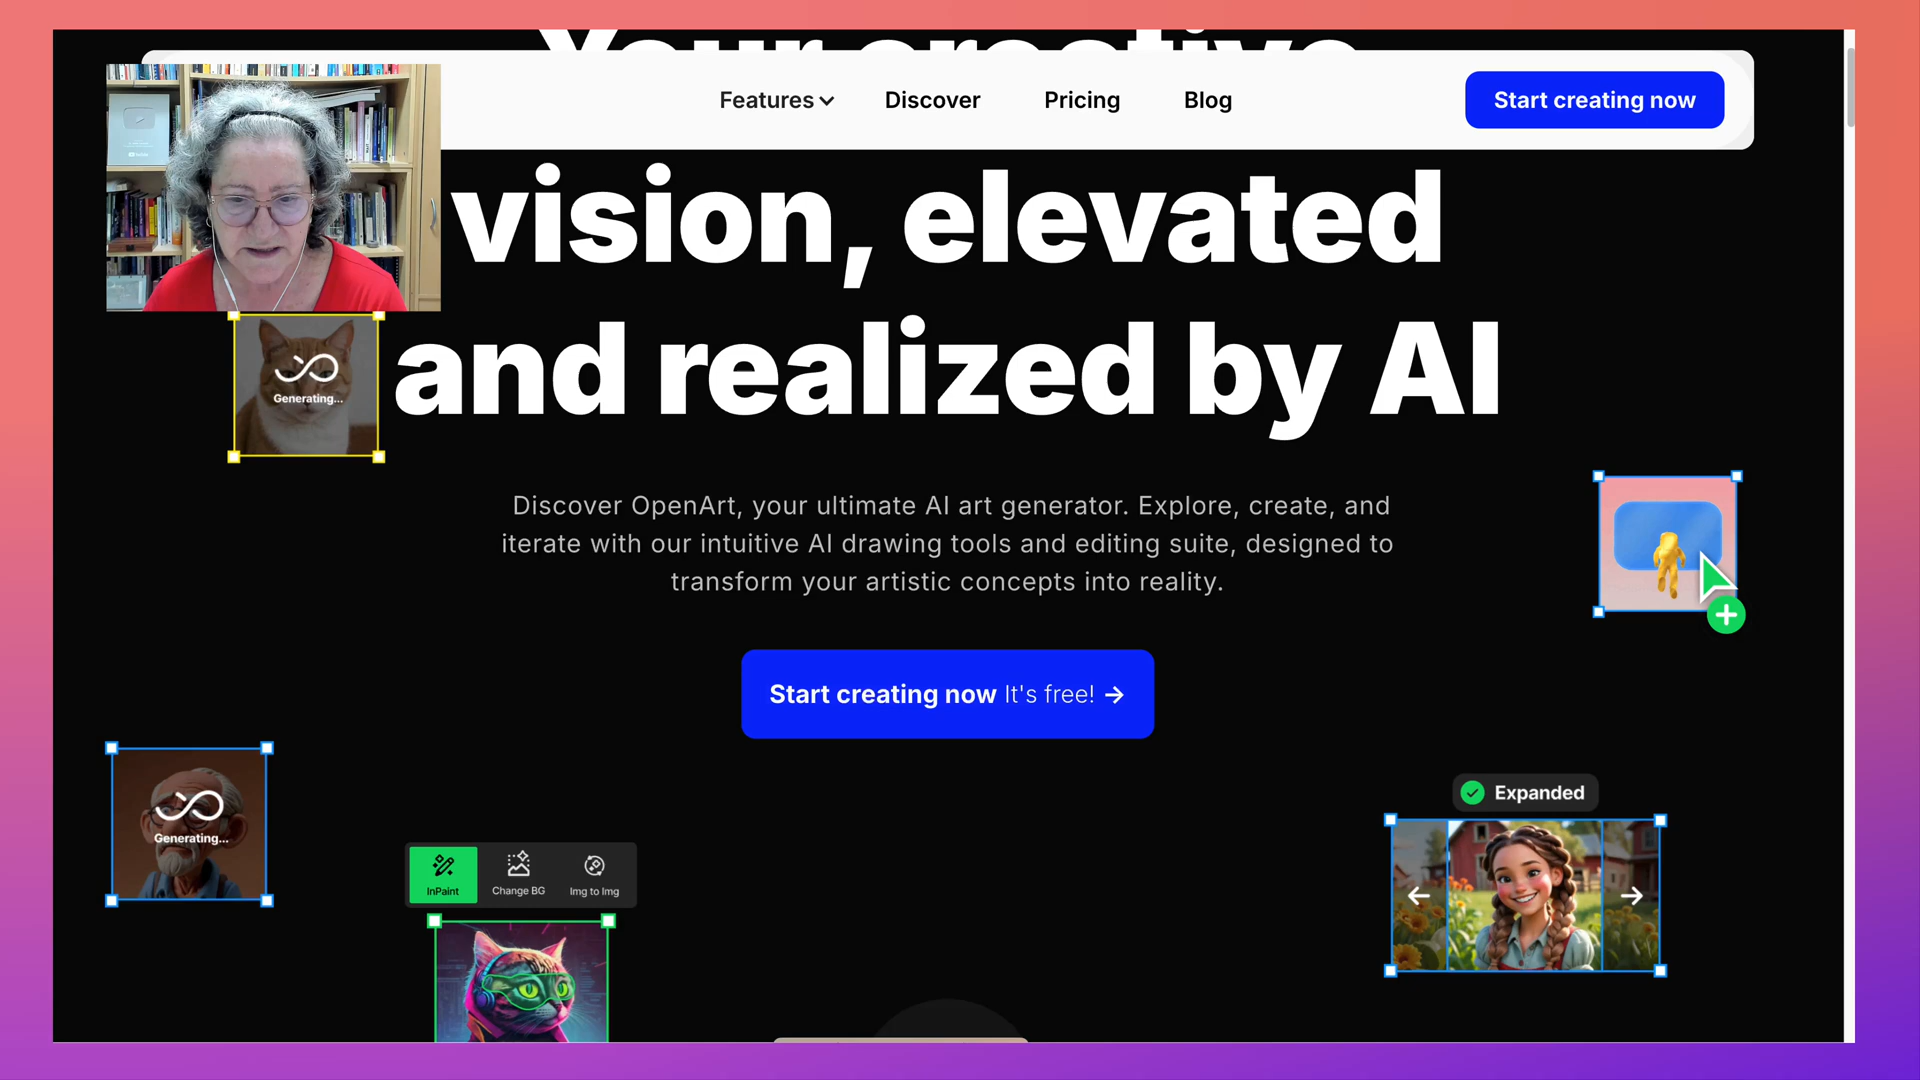 Your creative
Features
Discover
Pricing
Blog
Start creating now
vision, elevated
and realized by AI
Generating...
Discover OpenArt, your ultimate AI art generator. Explore, create, and
iterate with our intuitive AI drawing tools and editing suite, designed to
transform your artistic concepts into reality.
Start creating now It's free! →
Generating...
Expanded
InPaint
Change BG
Img to Img